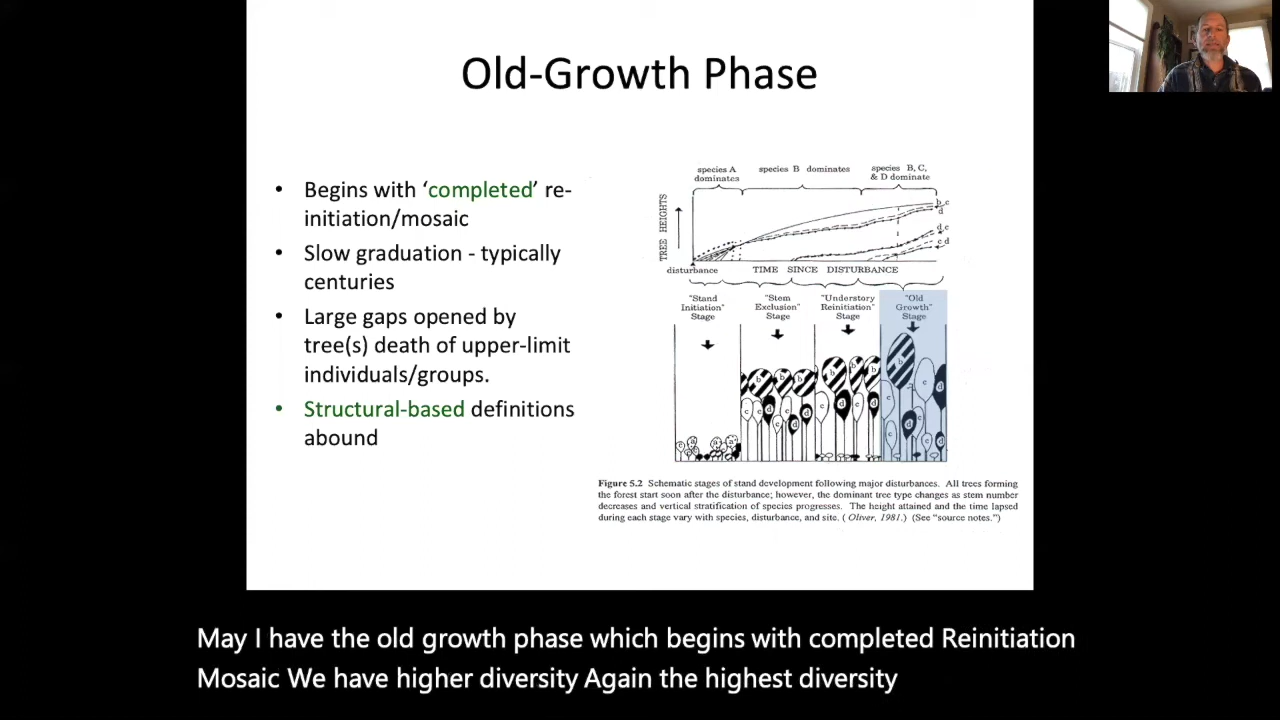 Old-Growth Phase
• Begins with ‘completed’ re-
initiation/mosaic
• Slow graduation - typically
centuries
• Large gaps opened by
tree(s) death of upper-limit
individuals/groups.
• Structural-based definitions
abound
species A
dominates
species B dominates
species B, C,
& D dominate
TREE HEIGHTS
b c
d
d c
c d
disturbance
TIME SINCE DISTURBANCE
"Stand
Initiation"
Stage
"Stem
Exclusion"
Stage
"Understory
Reinitiation"
Stage
"Old
Growth"
Stage
Figure 5.2 Schematic stages of stand development following major disturbances. All trees forming
the forest start soon after the disturbance; however, the dominant tree type changes as stem number
decreases and vertical stratification of species progresses. The height attained and the time lapsed
during each stage vary with species, disturbance, and site. ( Oliver, 1981.) (See “source notes.”)
May I have the old growth phase which begins with completed Reinitiation
Mosaic We have higher diversity Again the highest diversity